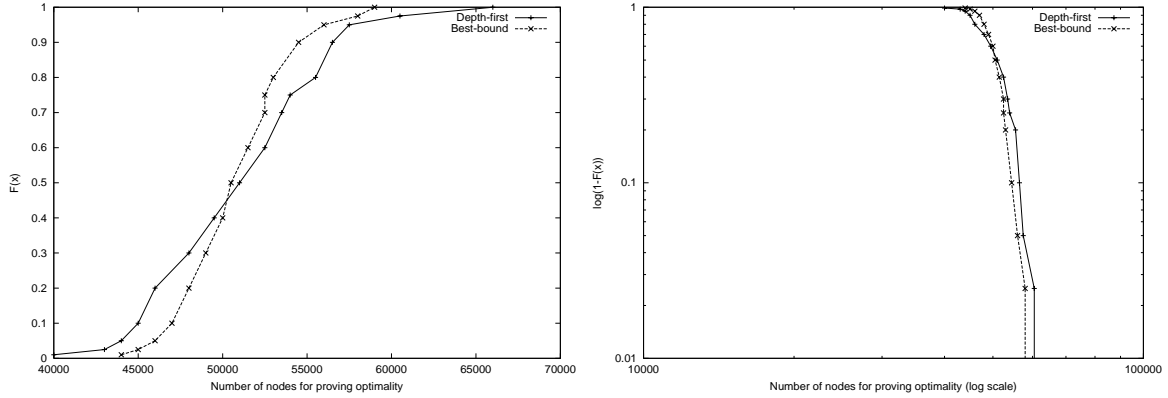 1
0.9
0.8
0.7
0.6
0.5
0.4
0.3
0.2
0.1
0
F(x)
40000 45000 50000 55000 60000 65000 70000
Number of nodes for proving optimality
Depth-first
Best-bound
1
0.1
0.01
log(1-F(x))
10000 100000
Number of nodes for proving optimality (log scale)
Depth-first
Best-bound